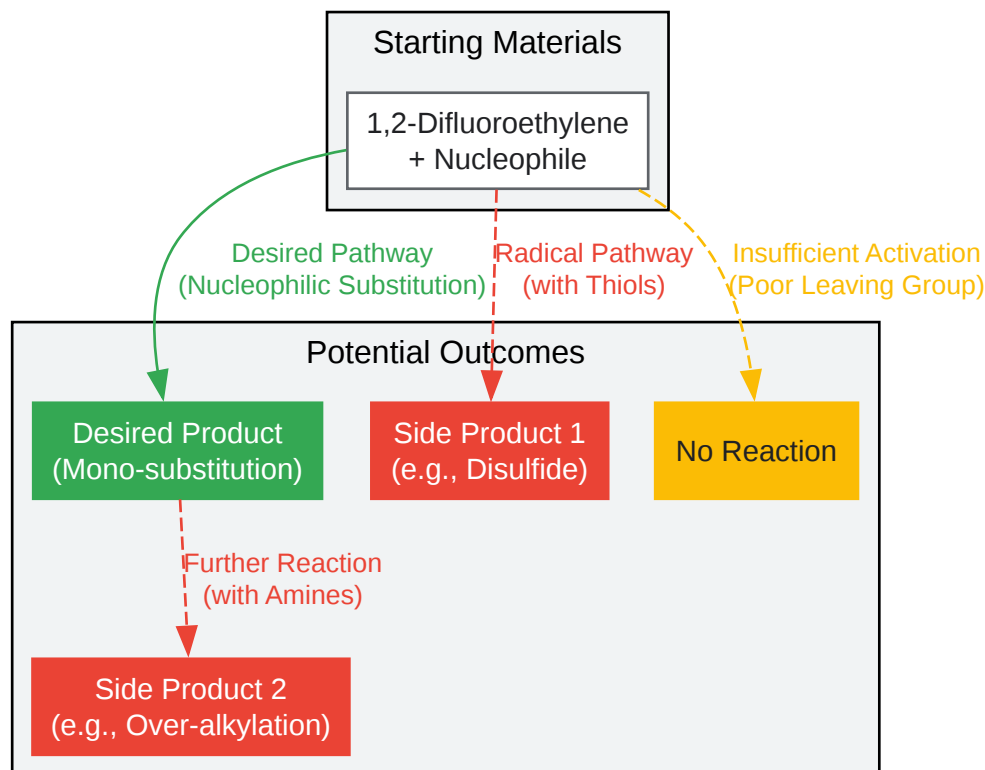 Starting Materials
1,2-Difluoroethylene
+ Nucleophile
Desired Pathway
(Nucleophilic Substitution)
Radical Pathway
(with Thiols)
Insufficient Activation
(Poor Leaving Group)
Potential Outcomes
Desired Product
(Mono-substitution)
Side Product 1
(e.g., Disulfide)
No Reaction
Further Reaction
(with Amines)
Side Product 2
(e.g., Over-alkylation)